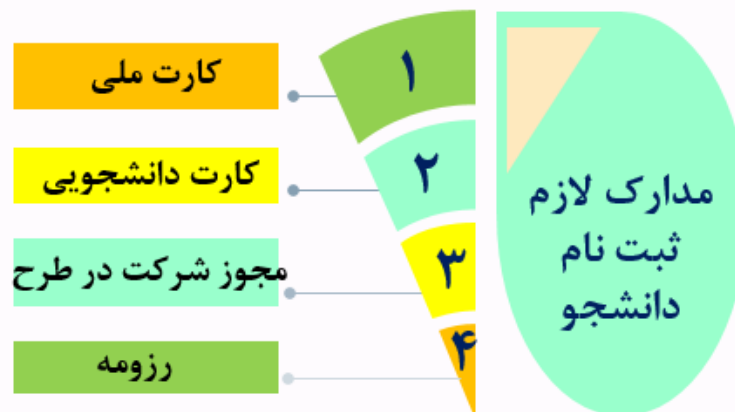 مدارک لازم
ثبت نام
دانشجو
۱
کارت ملی
۲
کارت دانشجویی
۳
مجوز شرکت در طرح
۴
رزومه